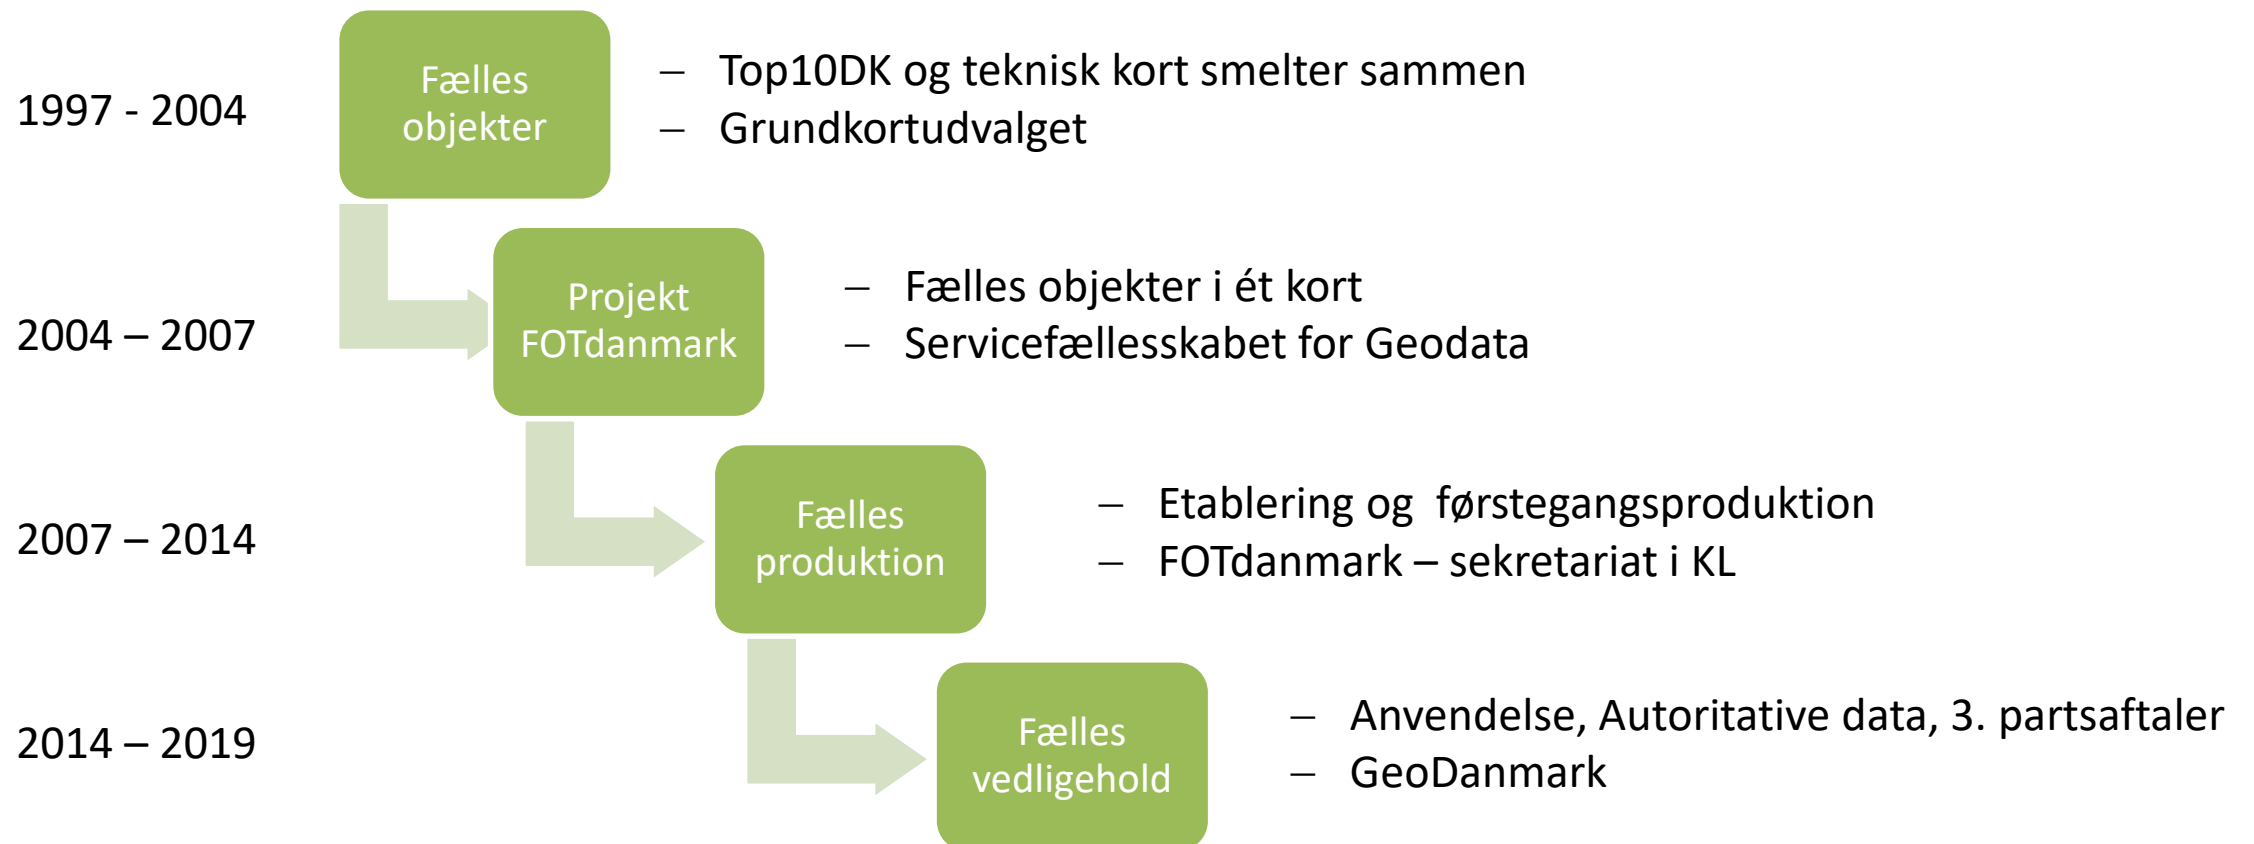 1997 - 2004
Fælles
objekter
– Top10DK og teknisk kort smelter sammen
– Grundkortudvalget
2004 – 2007
Projekt
FOTdanmark
– Fælles objekter i ét kort
– Servicefællesskabet for Geodata
2007 – 2014
Fælles
produktion
– Etablering og  førstegangsproduktion
– FOTdanmark – sekretariat i KL
2014 – 2019
Fælles
vedligehold
– Anvendelse, Autoritative data, 3. partsaftaler
– GeoDanmark